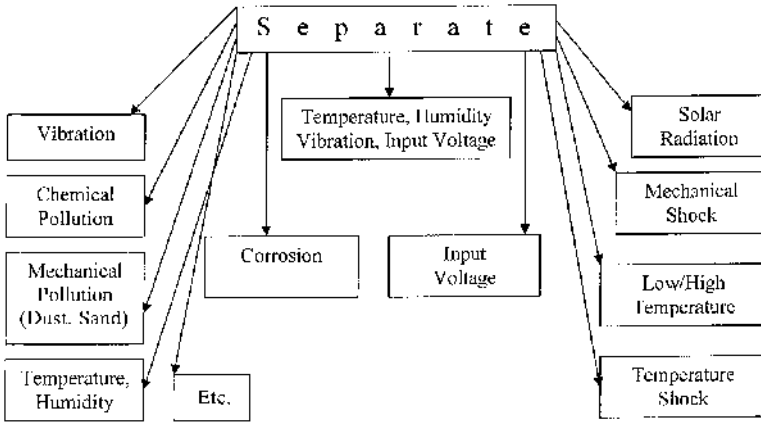 S e p a r a t e
Temperature, Humidity
Vibration, Input Voltage
Vibration
Chemical
Pollution
Mechanical
Pollution
(Dust. Sand)
Temperature,
Humidity
Etc.
Corrosion
Input
Voltage
Solar
Radiation
Mechanical
Shock
Low/High
Temperature
Temperature
Shock